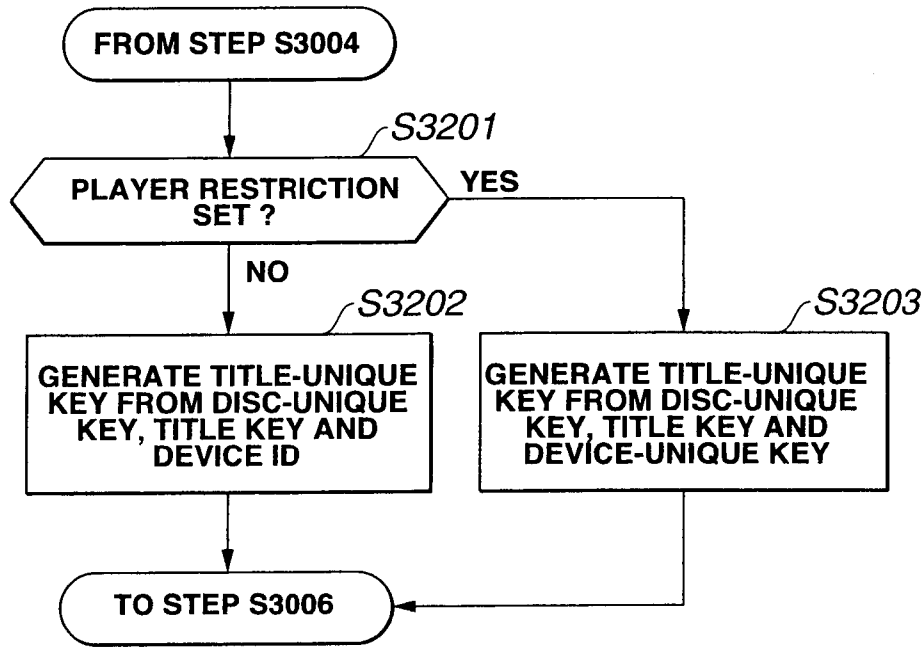 FROM STEP S3004
S3201
PLAYER RESTRICTION
SET ?
YES
NO
S3202
GENERATE TITLE-UNIQUE
KEY FROM DISC-UNIQUE
KEY, TITLE KEY AND
DEVICE ID
S3203
GENERATE TITLE-UNIQUE
KEY FROM DISC-UNIQUE
KEY, TITLE KEY AND
DEVICE-UNIQUE KEY
TO STEP S3006